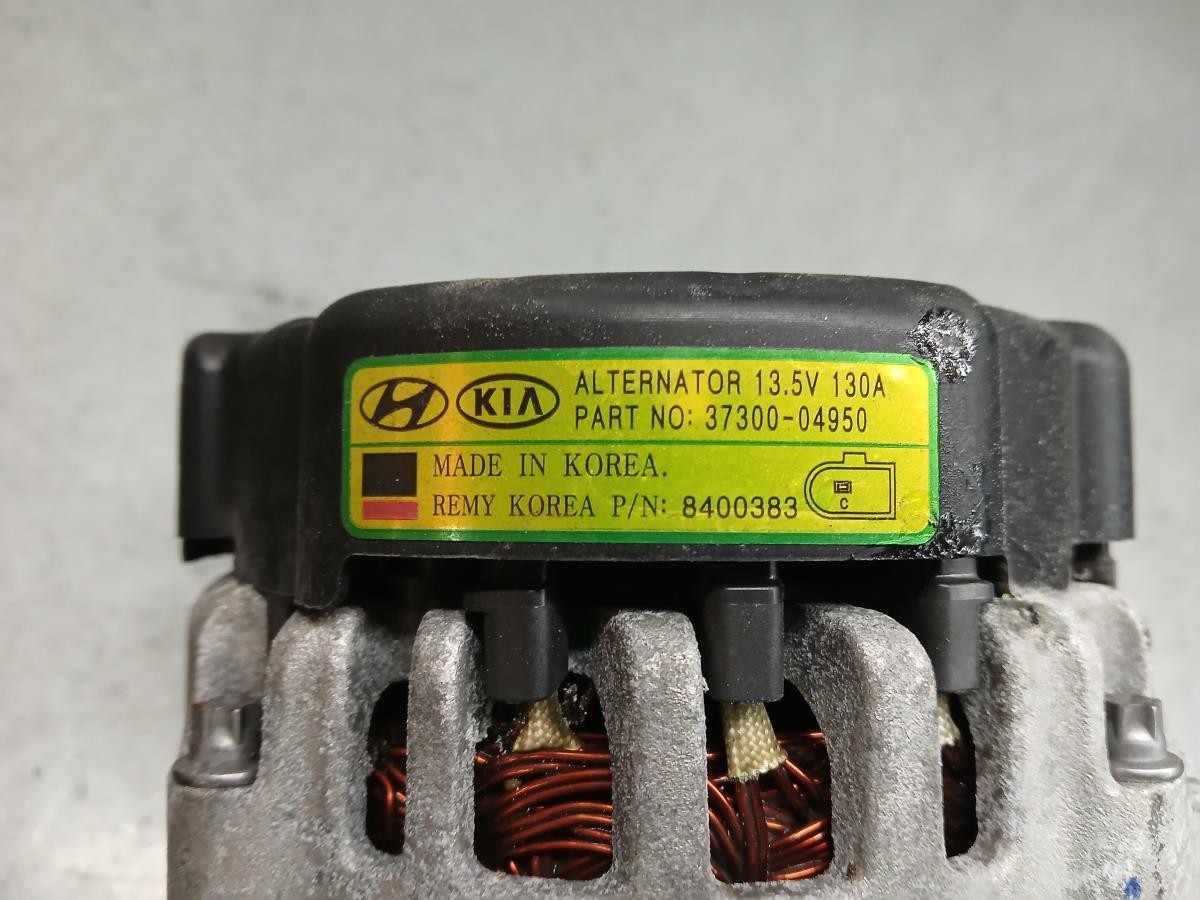 KIA
ALTERNATOR 13.5V 130A
PART NO: 37300-04950
MADE IN KOREA.
REMY KOREA P/N: 8400383
C